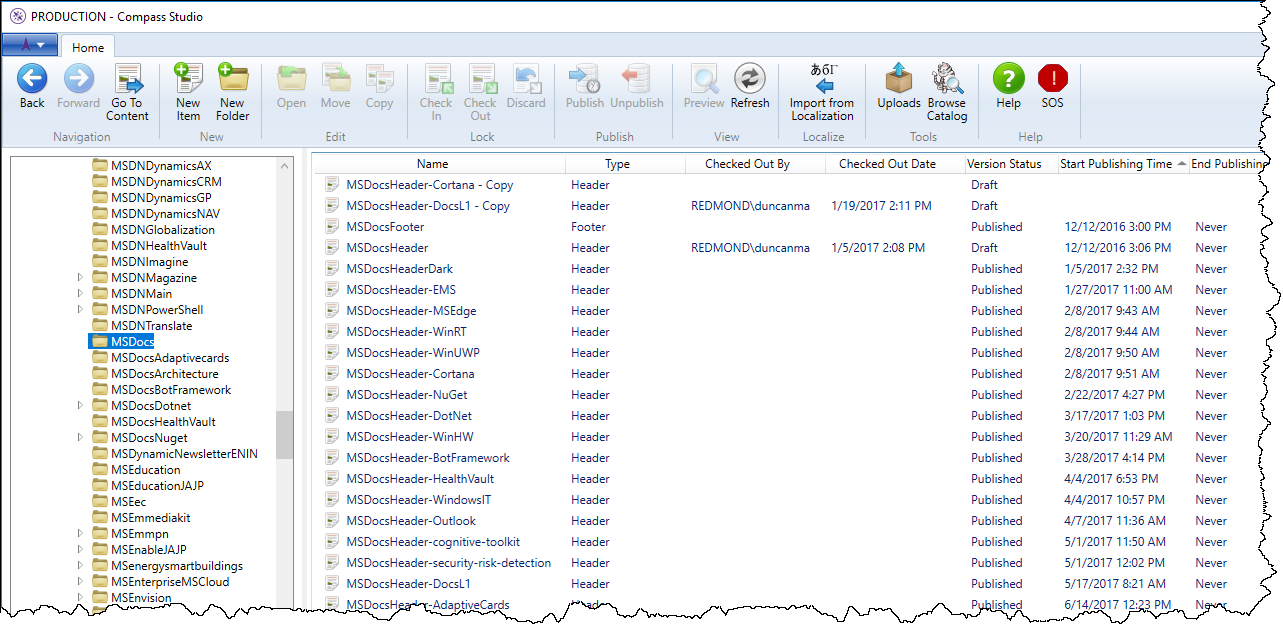 PRODUCTION - Compass Studio
Home
Back Forward Go To Content New Item New Folder Open Move Copy Check In Check Out Discard Publish Unpublish Preview Refresh Import from Localization Uploads Browse Catalog Help SOS
Navigation New Edit Lock Publish View Localize Tools Help
MSDNDynamicsAX
MSDNDynamicsCRM
MSDNDynamicsGP
MSDNDynamicsNAV
MSDNGlobalization
MSDNHealthVault
MSDNImagine
MSDNMagazine
MSDNMain
MSDNPowerShell
MSDNTranslate
MSDocs
MSDocsAdaptivecards
MSDocsArchitecture
MSDocsBotFramework
MSDocsDotnet
MSDocsHealthVault
MSDocsNuget
MSDynamicNewsletterENIN
MSEducation
MSEducationJAPJP
MSEec
MSEmmediakit
MSEmmpn
MSEnableJAJP
MSenergysmartbuildings
MSEnterpriseMSCloud
MSEnvision
Name Type Checked Out By Checked Out Date Version Status Start Publishing Time End Publishing
MSDocsHeader-Cortana - Copy Header Draft
MSDocsHeader-DocsL1 - Copy Header REDMOND\duncanma 1/19/2017 2:11 PM Draft
MSDocsFooter Footer Published 12/12/2016 3:00 PM Never
MSDocsHeader Header REDMOND\duncanma 1/5/2017 2:08 PM Draft 12/12/2016 3:06 PM Never
MSDocsHeaderDark Header Published 1/5/2017 2:32 PM Never
MSDocsHeader-EMS Header Published 1/27/2017 11:00 AM Never
MSDocsHeader-MSEdge Header Published 2/8/2017 9:43 AM Never
MSDocsHeader-WinRT Header Published 2/8/2017 9:44 AM Never
MSDocsHeader-WinUWP Header Published 2/8/2017 9:50 AM Never
MSDocsHeader-Cortana Header Published 2/8/2017 9:51 AM Never
MSDocsHeader-NuGet Header Published 2/22/2017 4:27 PM Never
MSDocsHeader-DotNet Header Published 3/17/2017 1:03 PM Never
MSDocsHeader-WinHW Header Published 3/20/2017 11:29 AM Never
MSDocsHeader-BotFramework Header Published 3/28/2017 4:14 PM Never
MSDocsHeader-HealthVault Header Published 4/4/2017 6:53 PM Never
MSDocsHeader-WindowsIT Header Published 4/4/2017 10:57 PM Never
MSDocsHeader-Outlook Header Published 4/7/2017 11:36 AM Never
MSDocsHeader-cognitive-toolkit Header Published 5/1/2017 11:50 AM Never
MSDocsHeader-security-risk-detection Header Published 5/1/2017 12:02 PM Never
MSDocsHeader-DocsL1 Header Published 5/17/2017 8:21 AM Never
MSDocsHeader-AdaptiveCards Header Published 6/14/2017 12:23 PM Never